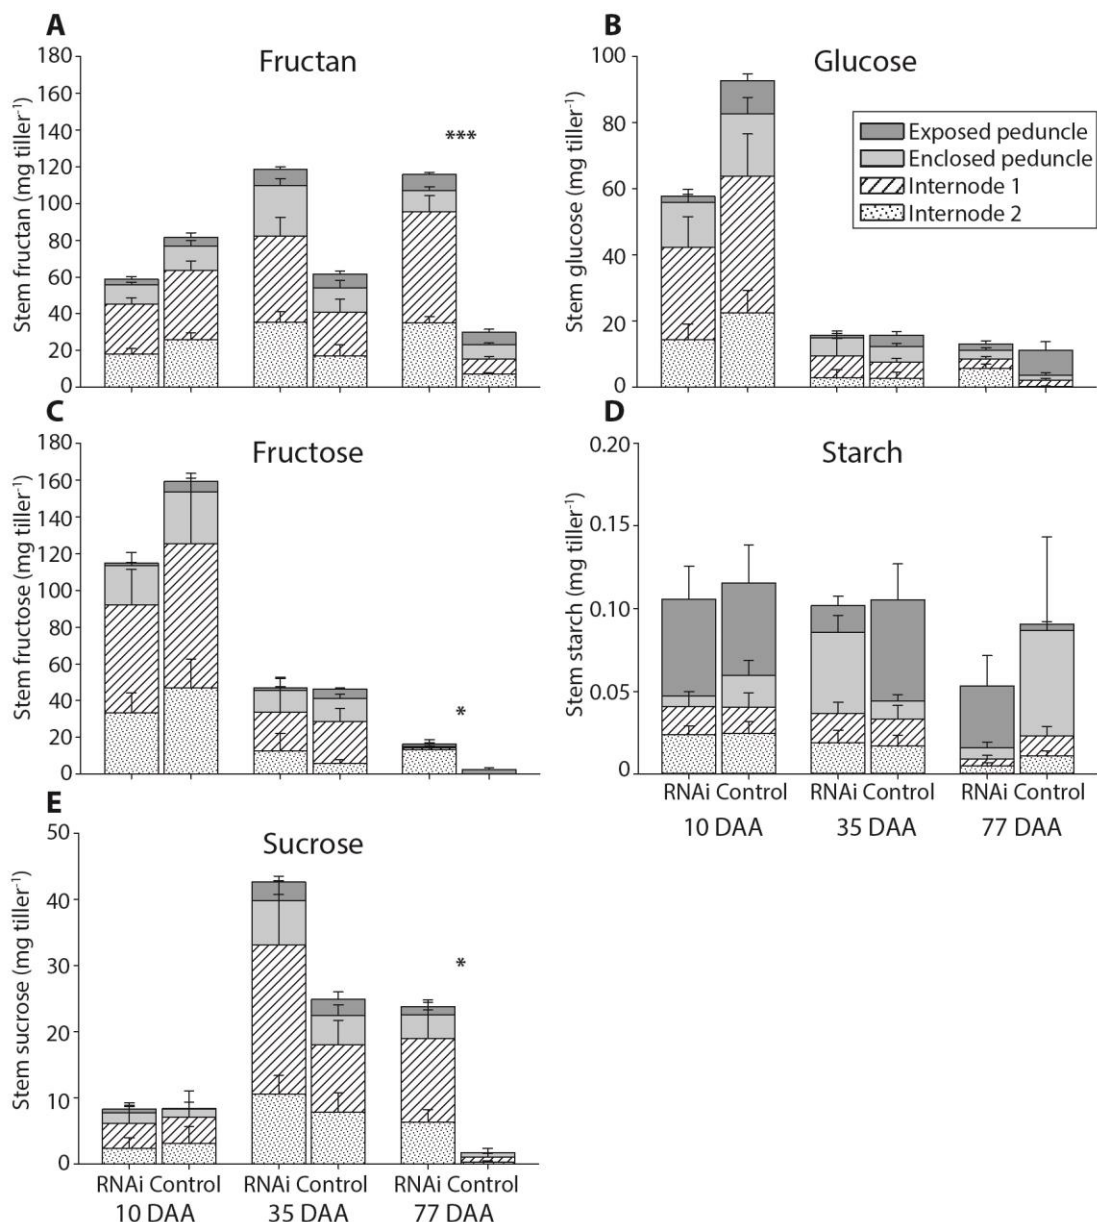 A
Fructan
180
160
140
120
100
80
60
40
20
0
Stem fructan (mg tiller⁻¹)
***
B
Glucose
100
80
60
40
20
0
Stem glucose (mg tiller⁻¹)
Exposed peduncle
Enclosed peduncle
Internode 1
Internode 2
C
Fructose
180
160
140
120
100
80
60
40
20
0
Stem fructose (mg tiller⁻¹)
*
D
Starch
0.20
0.15
0.10
0.05
0
Stem starch (mg tiller⁻¹)
RNAi Control RNAi Control RNAi Control
10 DAA 35 DAA 77 DAA
E
Sucrose
50
40
30
20
10
0
Stem sucrose (mg tiller⁻¹)
*
RNAi Control RNAi Control RNAi Control
10 DAA 35 DAA 77 DAA